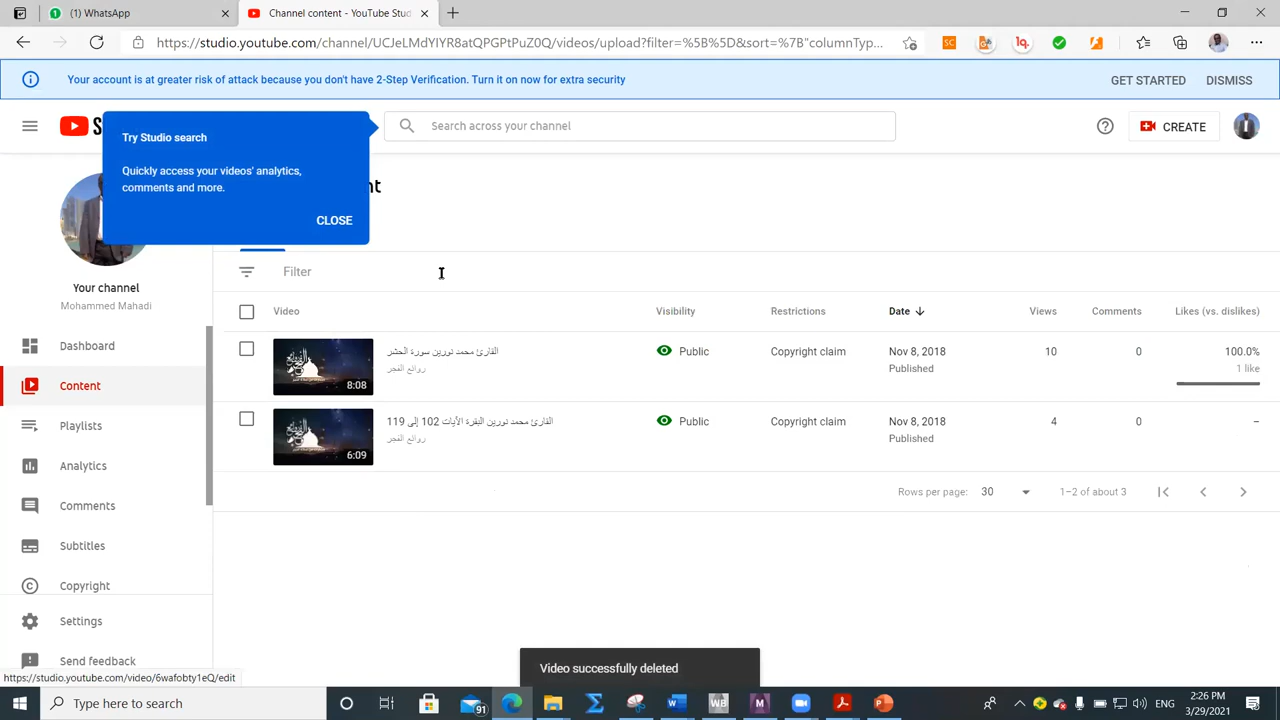 (1) WhatsApp
Channel content - YouTube Stud
https://studio.youtube.com/channel/UCJeLMdYIYR8atQPGPtPuZ0Q/videos/upload?filter=%5B%5D&sort=%7B"columnTyp...
Your account is at greater risk of attack because you don't have 2-Step Verification. Turn it on now for extra security
GET STARTED
DISMISS
S
Search across your channel
CREATE
Try Studio search
Quickly access your videos' analytics,
comments and more.
CLOSE
nt
Your channel
Mohammed Mahadi
Dashboard
Content
Playlists
Analytics
Comments
Subtitles
Copyright
Settings
Send feedback
Filter
Video
Visibility
Restrictions
Date
Views
Comments
Likes (vs. dislikes)
8:08
القارئ محمد نورين سورة الحشر
روائع الفجر
Public
Copyright claim
Nov 8, 2018
Published
10
0
100.0%
1 like
6:09
القارئ محمد نورين البقرة الأيات 102 إلى 119
روائع الفجر
Public
Copyright claim
Nov 8, 2018
Published
4
0
–
Rows per page:
30
1–2 of about 3
Video successfully deleted
https://studio.youtube.com/video/6wafobty1eQ/edit
Type here to search
91
ENG
2:26 PM
3/29/2021